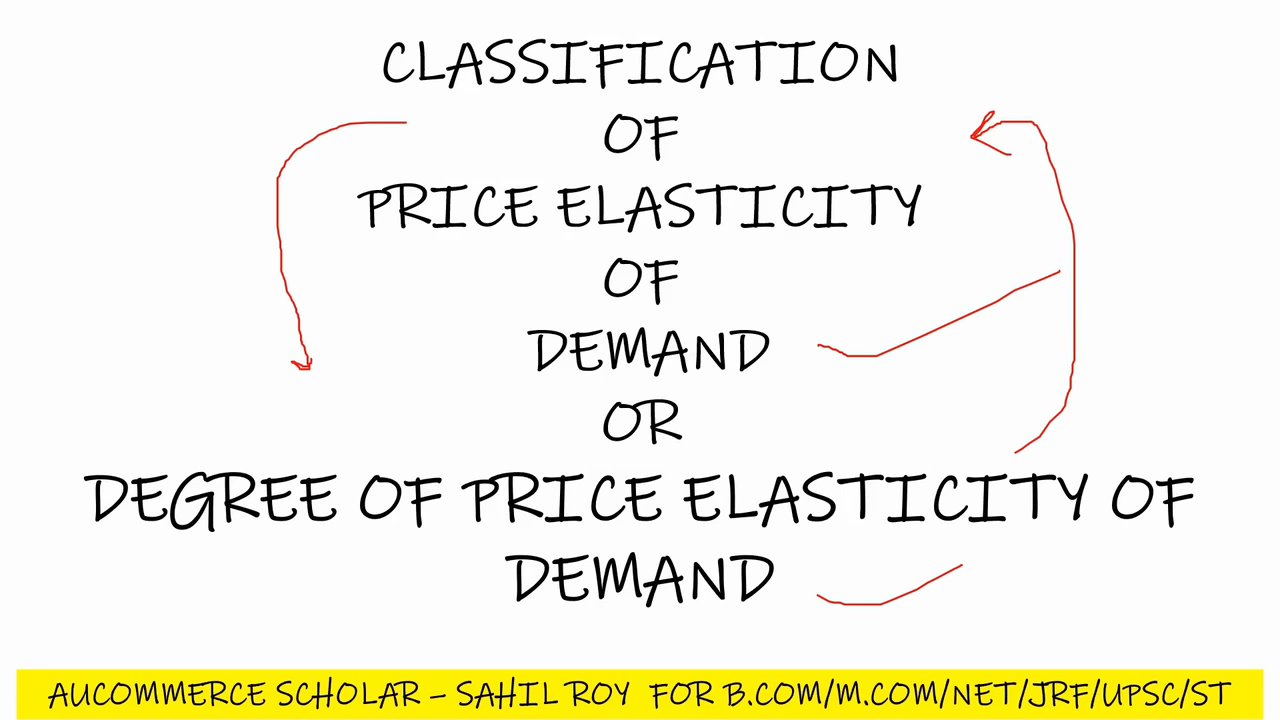 CLASSIFICATION
OF
PRICE ELASTICITY
OF
DEMAND
OR
DEGREE OF PRICE ELASTICITY OF
DEMAND
AUCOMMERCE SCHOLAR – SAHIL ROY FOR B.COM/M.COM/NET/JRF/UPSC/ST